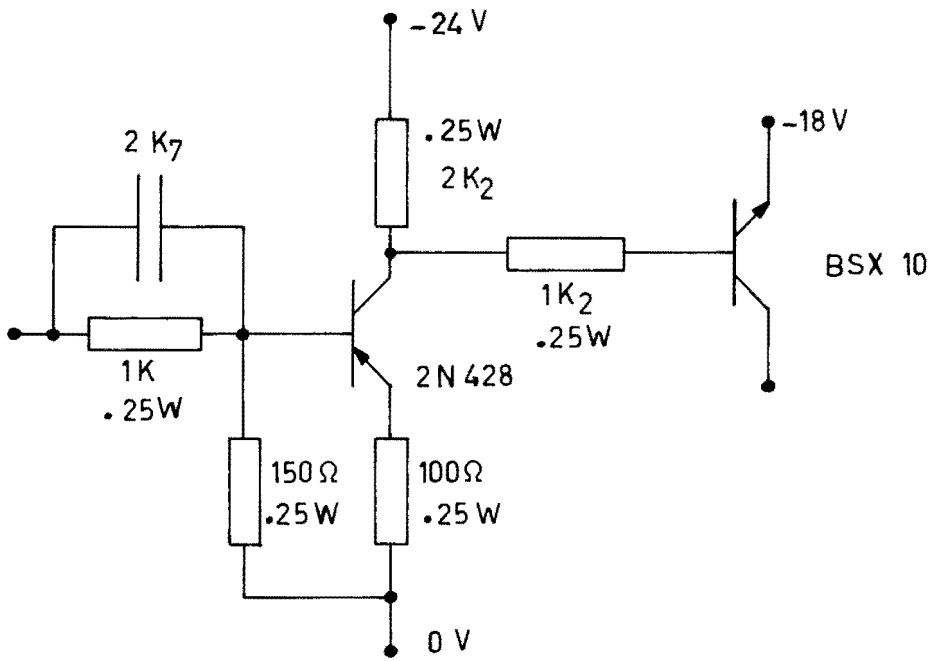 -24 V
.25W
2K2
-18 V
2 K7
BSX 10
1K2
.25W
1K
.25W
2N 428
150Ω
.25W
100Ω
.25W
0 V